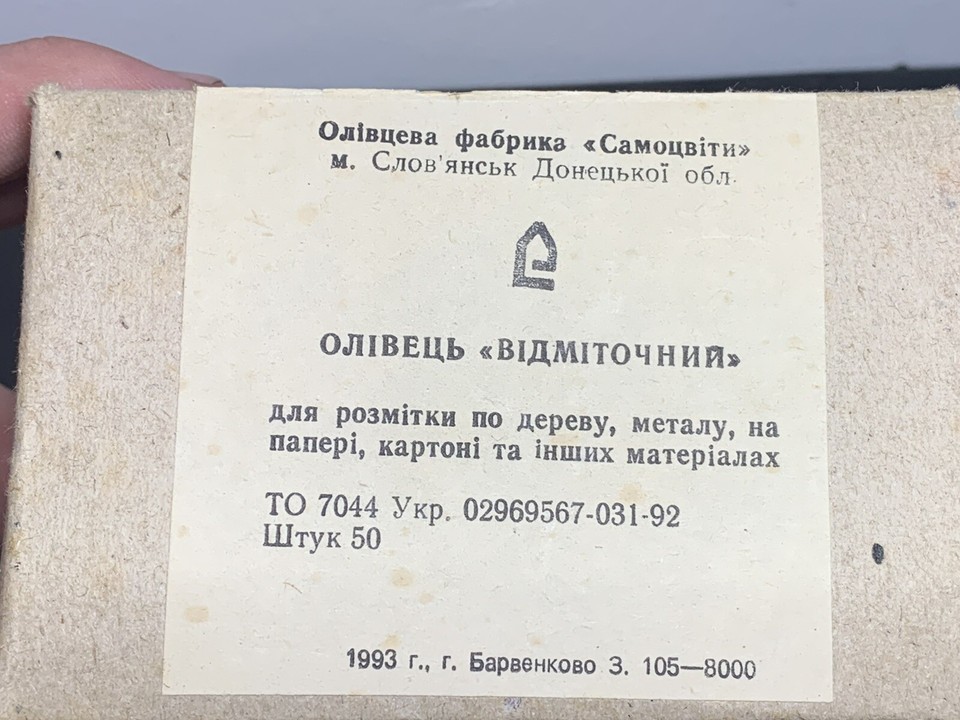 Олівцева фабрика «Самоцвіти»
м. Слов'янськ Донецької обл.
ОЛІВЕЦЬ «ВІДМІТОЧНИЙ»
для розмітки по дереву, металу, на
папері, картоні та інших матеріалах
ТО 7044 Укр. 02969567-031-92
Штук 50
1993 г., г. Барвенково З. 105—8000